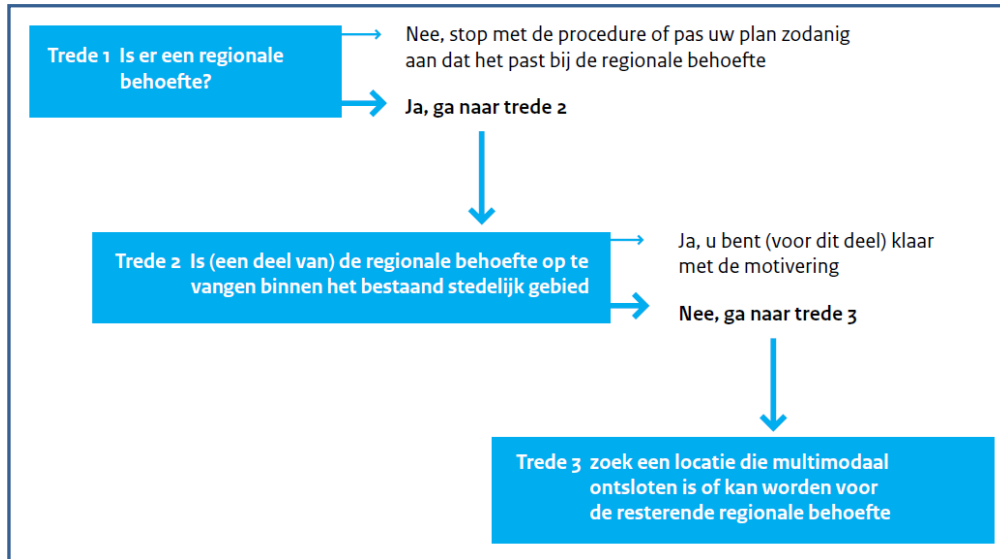 Trede 1 Is er een regionale
behoefte?
Nee, stop met de procedure of pas uw plan zodanig
aan dat het past bij de regionale behoefte
Ja, ga naar trede 2
Trede 2 Is (een deel van) de regionale behoefte op te
vangen binnen het bestaand stedelijk gebied
Ja, u bent (voor dit deel) klaar
met de motivering
Nee, ga naar trede 3
Trede 3 zoek een locatie die multimodaal
ontsloten is of kan worden voor
de resterende regionale behoefte